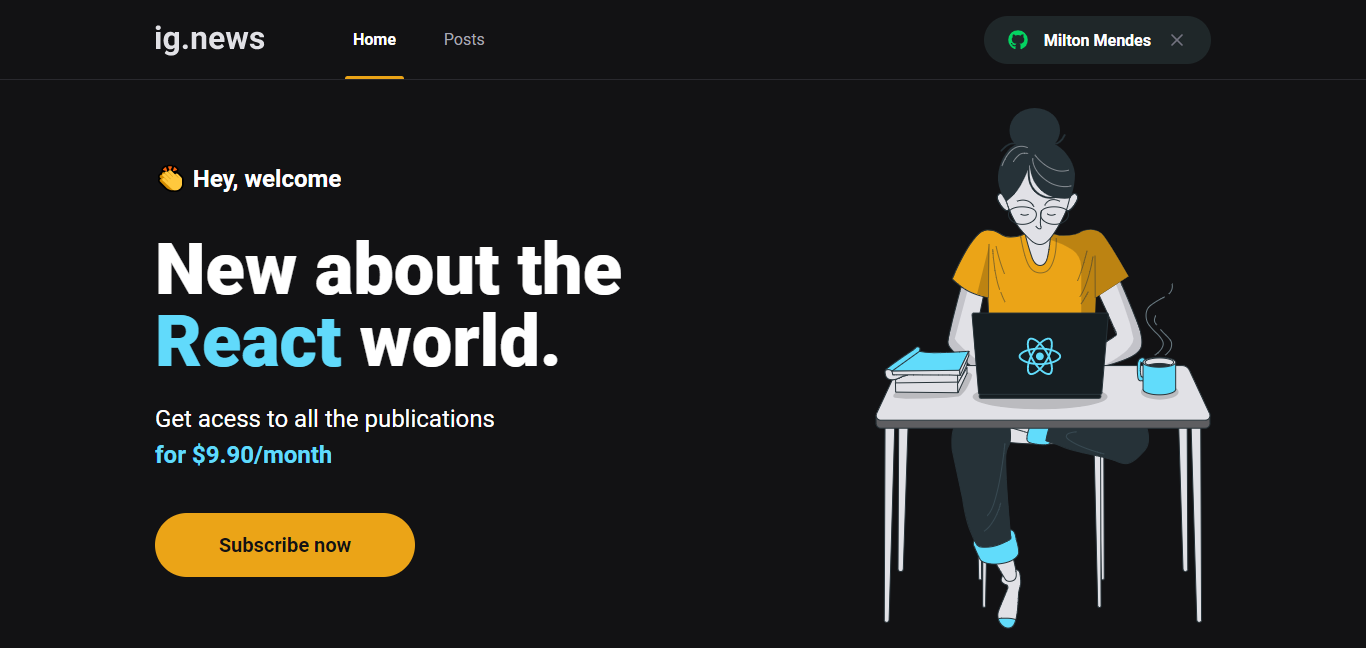 ig.news
Home
Posts
Milton Mendes
👏 Hey, welcome
New about the
React world.
Get acess to all the publications
for $9.90/month
Subscribe now